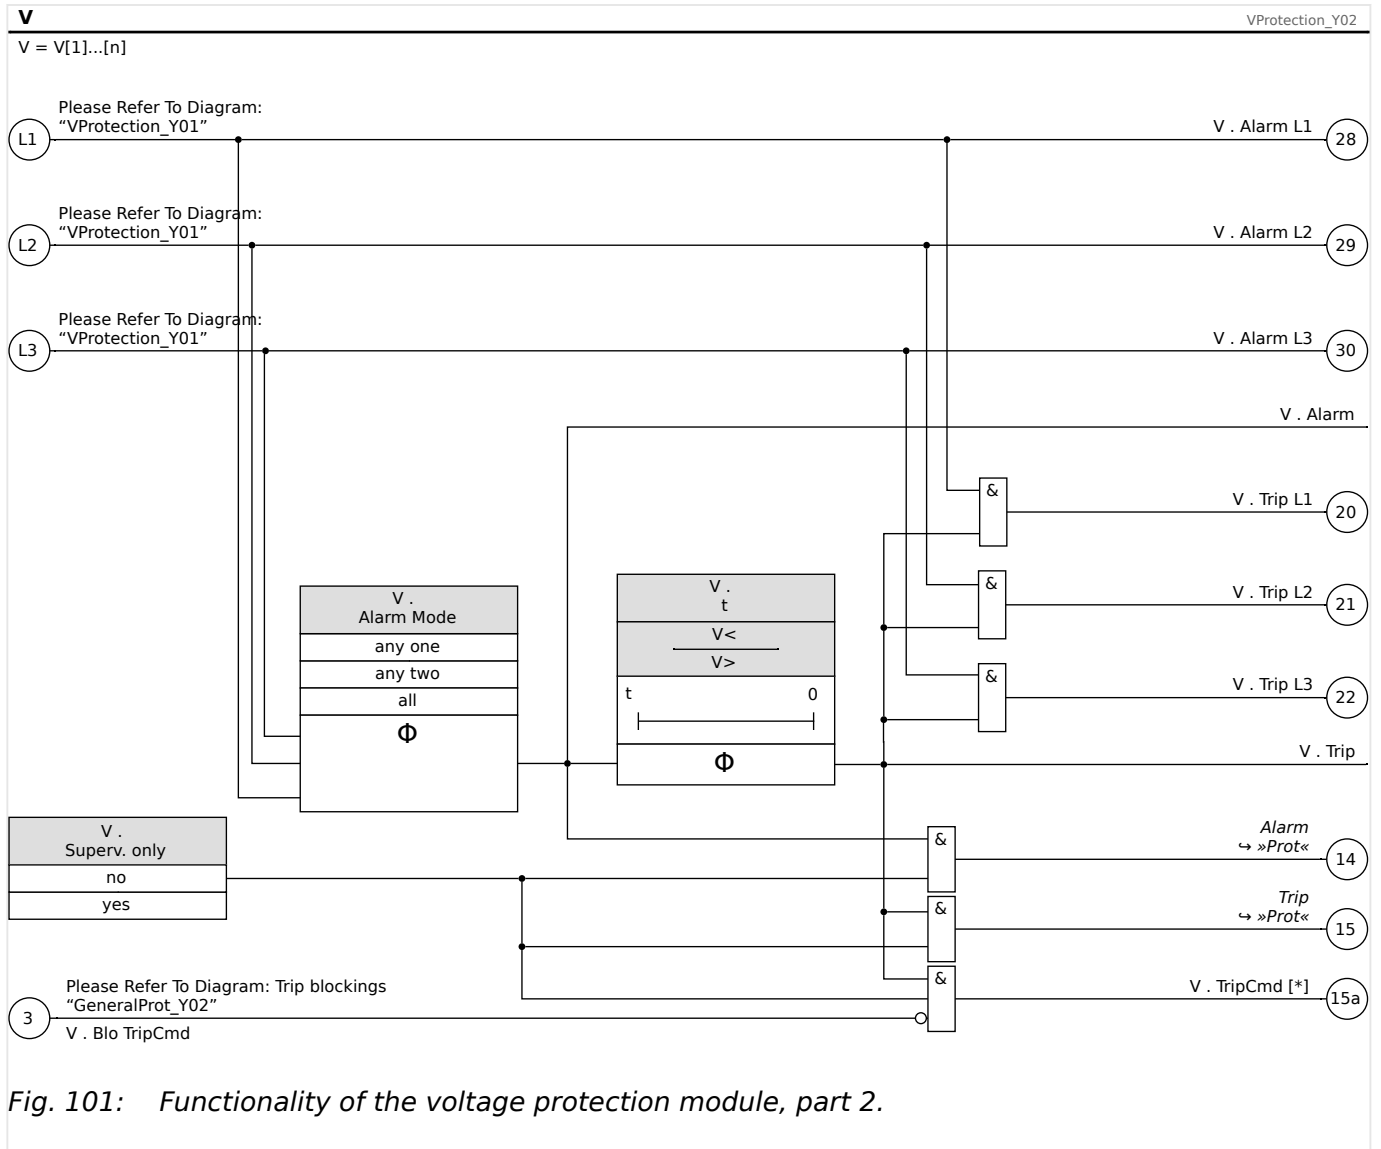 V
VProtection_Y02
V = V[1]...[n]
Please Refer To Diagram:
“VProtection_Y01”
L1
V . Alarm L1
28
Please Refer To Diagram:
“VProtection_Y01”
L2
V . Alarm L2
29
Please Refer To Diagram:
“VProtection_Y01”
L3
V . Alarm L3
30
V . Alarm
&
V . Trip L1
20
&
V . Trip L2
21
&
V . Trip L3
22
V . Trip
V .
Alarm Mode
any one
any two
all
Φ
V .
t
V<
V>
t 0
Φ
V .
Superv. only
no
yes
&
Alarm
↪ »Prot«
14
&
Trip
↪ »Prot«
15
&
V . TripCmd [*]
15a
Please Refer To Diagram: Trip blockings
“GeneralProt_Y02”
3
V . Blo TripCmd
Fig. 101: Functionality of the voltage protection module, part 2.